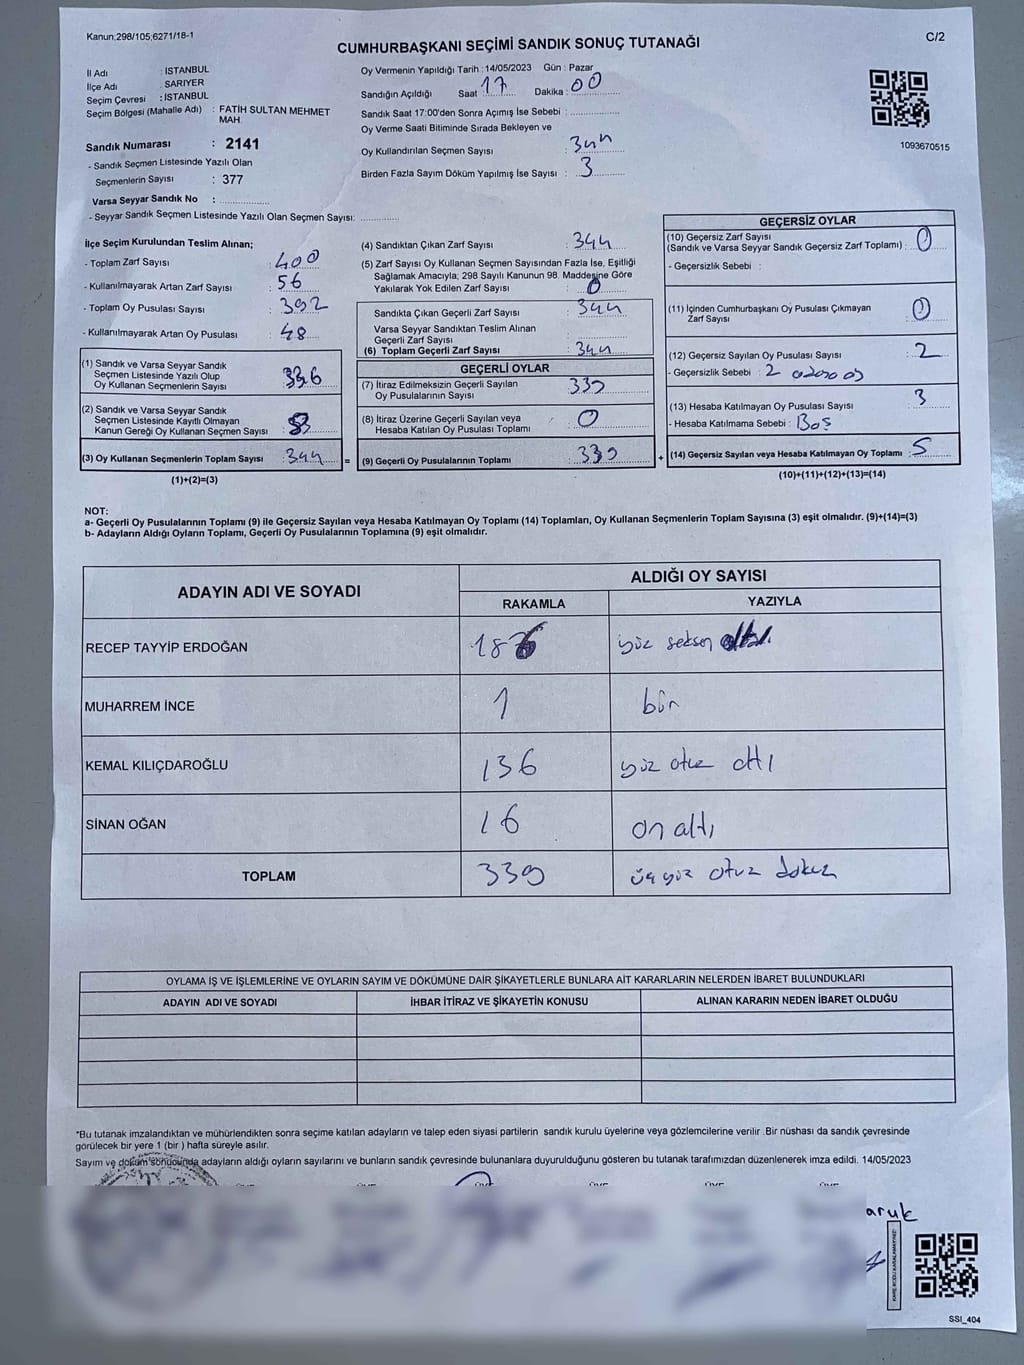 Kanun;298/105;6271/18-1
C/2
CUMHURBAŞKANI SEÇİMİ SANDIK SONUÇ TUTANAĞI
İl Adı : İSTANBUL
İlçe Adı : SARIYER
Seçim Çevresi : İSTANBUL
Seçim Bölgesi (Mahalle Adı) : FATİH SULTAN MEHMET
MAH.
Sandık Numarası : 2141
- Sandık Seçmen Listesinde Yazılı Olan
Seçmenlerin Sayısı : 377
Varsa Seyyar Sandık No :
- Seyyar Sandık Seçmen Listesinde Yazılı Olan Seçmen Sayısı:
Oy Vermenin Yapıldığı Tarih :14/05/2023 Gün : Pazar
Sandığın Açıldığı Saat : 17 Dakika : 00
Sandık Saat 17:00'den Sonra Açımış İse Sebebi :
Oy Verme Saati Bitiminde Sırada Bekleyen ve
Oy Kullandırılan Seçmen Sayısı : 344
Birden Fazla Sayım Döküm Yapılmış İse Sayısı : 3
1093670515
İlçe Seçim Kurulundan Teslim Alınan;
- Toplam Zarf Sayısı : 400
- Kullanılmayarak Artan Zarf Sayısı : 56
- Toplam Oy Pusulası Sayısı : 392
- Kullanılmayarak Artan Oy Pusulası : 48
(1) Sandık ve Varsa Seyyar Sandık
Seçmen Listesinde Yazılı Olup
Oy Kullanan Seçmenlerin Sayısı : 336
(2) Sandık ve Varsa Seyyar Sandık
Seçmen Listesinde Kayıtlı Olmayan
Kanun Gereği Oy Kullanan Seçmen Sayısı : 8
(3) Oy Kullanan Seçmenlerin Toplam Sayısı : 344 =
(1)+(2)=(3)
(4) Sandıktan Çıkan Zarf Sayısı : 344
(5) Zarf Sayısı Oy Kullanan Seçmen Sayısından Fazla İse, Eşitliği
Sağlamak Amacıyla; 298 Sayılı Kanunun 98. Maddesine Göre
Yakılarak Yok Edilen Zarf Sayısı : 0
Sandıkta Çıkan Geçerli Zarf Sayısı : 344
Varsa Seyyar Sandıktan Teslim Alınan
Geçerli Zarf Sayısı :
(6) Toplam Geçerli Zarf Sayısı : 344
GEÇERLİ OYLAR
(7) İtiraz Edilmeksizin Geçerli Sayılan
Oy Pusulalarının Sayısı : 339
(8) İtiraz Üzerine Geçerli Sayılan veya
Hesaba Katılan Oy Pusulası Toplamı : 0
(9) Geçerli Oy Pusulalarının Toplamı : 339 +
GEÇERSİZ OYLAR
(10) Geçersiz Zarf Sayısı
(Sandık ve Varsa Seyyar Sandık Geçersiz Zarf Toplamı) : 0
- Geçersizlik Sebebi :
(11) İçinden Cumhurbaşkanı Oy Pusulası Çıkmayan
Zarf Sayısı : 0
(12) Geçersiz Sayılan Oy Pusulası Sayısı : 2
- Geçersizlik Sebebi : 2
(13) Hesaba Katılmayan Oy Pusulası Sayısı : 3
- Hesaba Katılmama Sebebi : Boş
(14) Geçersiz Sayılan veya Hesaba Katılmayan Oy Toplamı : 5
(10)+(11)+(12)+(13)=(14)
NOT:
a- Geçerli Oy Pusulalarının Toplamı (9) ile Geçersiz Sayılan veya Hesaba Katılmayan Oy Toplamı (14) Toplamları, Oy Kullanan Seçmenlerin Toplam Sayısına (3) eşit olmalıdır. (9)+(14)=(3)
b- Adayların Aldığı Oyların Toplamı, Geçerli Oy Pusulalarının Toplamına (9) eşit olmalıdır.
ADAYIN ADI VE SOYADI
ALDIĞI OY SAYISI
RAKAMLA YAZIYLA
RECEP TAYYİP ERDOĞAN 186 yüz seksen altı
MUHARREM İNCE 1 bir
KEMAL KILIÇDAROĞLU 136 yüz otuz altı
SİNAN OĞAN 16 on altı
TOPLAM 339 üçyüz otuz dokuz
OYLAMA İŞ VE İŞLEMLERİNE VE OYLARIN SAYIM VE DÖKÜMÜNE DAİR ŞİKAYETLERLE BUNLARA AİT KARARLARIN NELERDEN İBARET BULUNDUKLARI
ADAYIN ADI VE SOYADI İHBAR İTİRAZ VE ŞİKAYETİN KONUSU ALINAN KARARIN NEDEN İBARET OLDUĞU
*Bu tutanak imzalandıktan ve mühürlendikten sonra seçime katılan adayların ve talep eden siyasi partilerin sandık kurulu üyelerine veya gözlemcilerine verilir .Bir nüshası da sandık çevresinde
görülecek bir yere 1 (bir ) hafta süreyle asılır.
Sayım ve döküm sonucunda adayların aldığı oyların sayılarını ve bunların sandık çevresinde bulunanlara duyurulduğunu gösteren bu tutanak tarafımızdan düzenlenerek imza edildi. 14/05/2023
aruk
KARE KODU KARALAMAYINIZ!
SSI_404